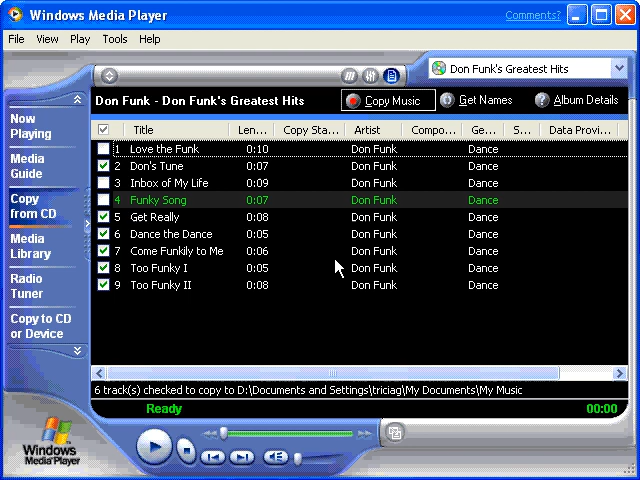 Windows Media Player
Comments?
File View Play Tools Help
Don Funk's Greatest Hits
Don Funk - Don Funk's Greatest Hits Copy Music Get Names Album Details
Now Playing
Media Guide
Copy from CD
Media Library
Radio Tuner
Copy to CD or Device
Title Len... Copy Sta... Artist Compo... Ge... S... Data Provi...
1 Love the Funk 0:10 Don Funk Dance
2 Don's Tune 0:07 Don Funk Dance
3 Inbox of My Life 0:09 Don Funk Dance
4 Funky Song 0:07 Don Funk Dance
5 Get Really 0:08 Don Funk Dance
6 Dance the Dance 0:05 Don Funk Dance
7 Come Funkily to Me 0:06 Don Funk Dance
8 Too Funky I 0:05 Don Funk Dance
9 Too Funky II 0:08 Don Funk Dance
6 track(s) checked to copy to D:\Documents and Settings\triciag\My Documents\My Music
Ready 00:00
Windows
Media Player